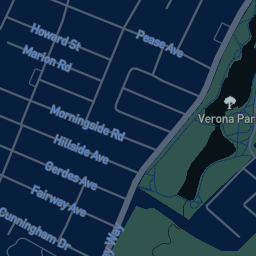 Howard St
Pease Ave
Marion Rd
Verona Par
Morningside Rd
Hillside Ave
Gerdes Ave
Fairway Ave
Cunningham Dr
Way